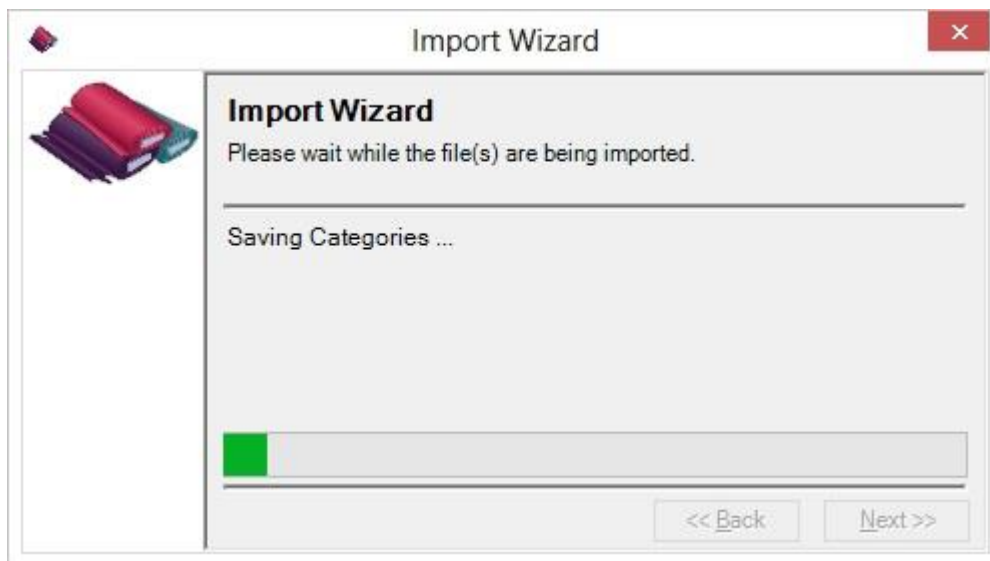 Import Wizard
Import Wizard
Please wait while the file(s) are being imported.
Saving Categories ...
<< Back
Next >>